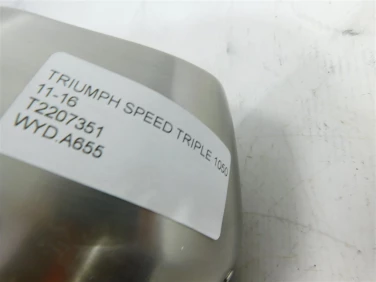 TRIUMPH SPEED TRIPLE 1050
11-16
T2207351
WYD.A655